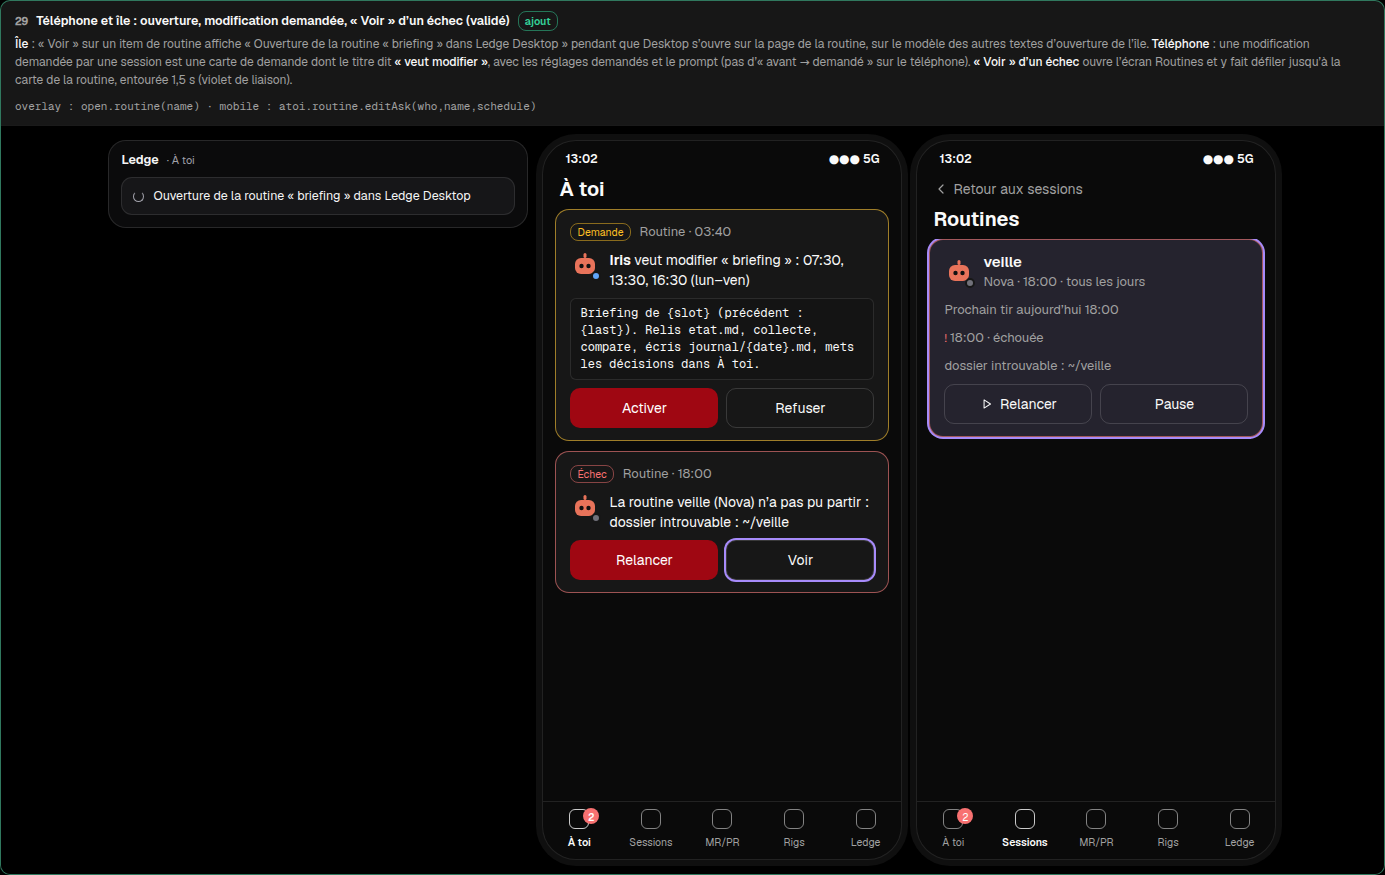 29 Téléphone et île : ouverture, modification demandée, « Voir » d'un échec (validé) ajout
Île : « Voir » sur un item de routine affiche « Ouverture de la routine « briefing » dans Ledge Desktop » pendant que Desktop s'ouvre sur la page de la routine, sur le modèle des autres textes d'ouverture de l'île. Téléphone : une modification
demandée par une session est une carte de demande dont le titre dit « veut modifier », avec les réglages demandés et le prompt (pas d'« avant → demandé » sur le téléphone). « Voir » d'un échec ouvre l'écran Routines et y fait défiler jusqu'à la
carte de la routine, entourée 1,5 s (violet de liaison).
overlay : open.routine(name) · mobile : atoi.routine.editAsk(who,name,schedule)
Ledge · À toi
Ouverture de la routine « briefing » dans Ledge Desktop
13:02 5G
À toi
Demande Routine · 03:40
Iris veut modifier « briefing » : 07:30,
13:30, 16:30 (lun–ven)
Briefing de {slot} (précédent :
{last}). Relis etat.md, collecte,
compare, écris journal/{date}.md, mets
les décisions dans À toi.
Activer Refuser
Échec Routine · 18:00
La routine veille (Nova) n'a pas pu partir :
dossier introuvable : ~/veille
Relancer Voir
2
À toi Sessions MR/PR Rigs Ledge
13:02 5G
Retour aux sessions
Routines
veille
Nova · 18:00 · tous les jours
Prochain tir aujourd'hui 18:00
! 18:00 · échouée
dossier introuvable : ~/veille
Relancer Pause
2
À toi Sessions MR/PR Rigs Ledge